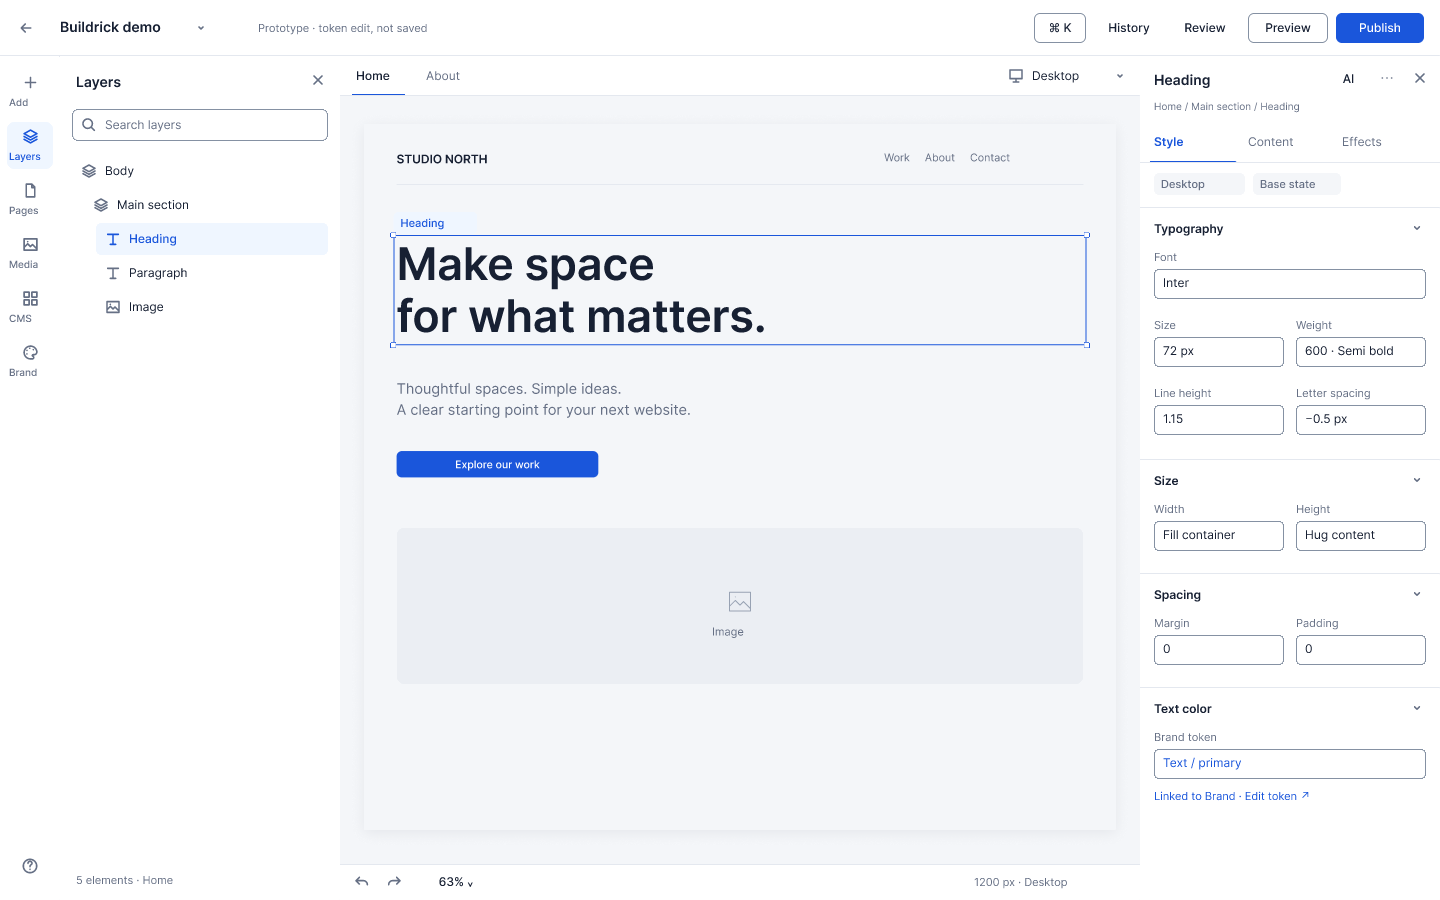 Buildrick demo
Prototype · token edit, not saved
⌘ K
History
Review
Preview
Publish
Add
Layers
Pages
Media
CMS
Brand
Layers
Search layers
Body
Main section
Heading
Paragraph
Image
5 elements · Home
Home
About
Desktop
STUDIO NORTH
Work
About
Contact
Heading
Make space
for what matters.
Thoughtful spaces. Simple ideas.
A clear starting point for your next website.
Explore our work
Image
63%
1200 px · Desktop
Heading
AI
Home / Main section / Heading
Style
Content
Effects
Desktop
Base state
Typography
Font
Inter
Size
Weight
72 px
600 · Semi bold
Line height
Letter spacing
1.15
−0.5 px
Size
Width
Height
Fill container
Hug content
Spacing
Margin
Padding
0
0
Text color
Brand token
Text / primary
Linked to Brand · Edit token ↗